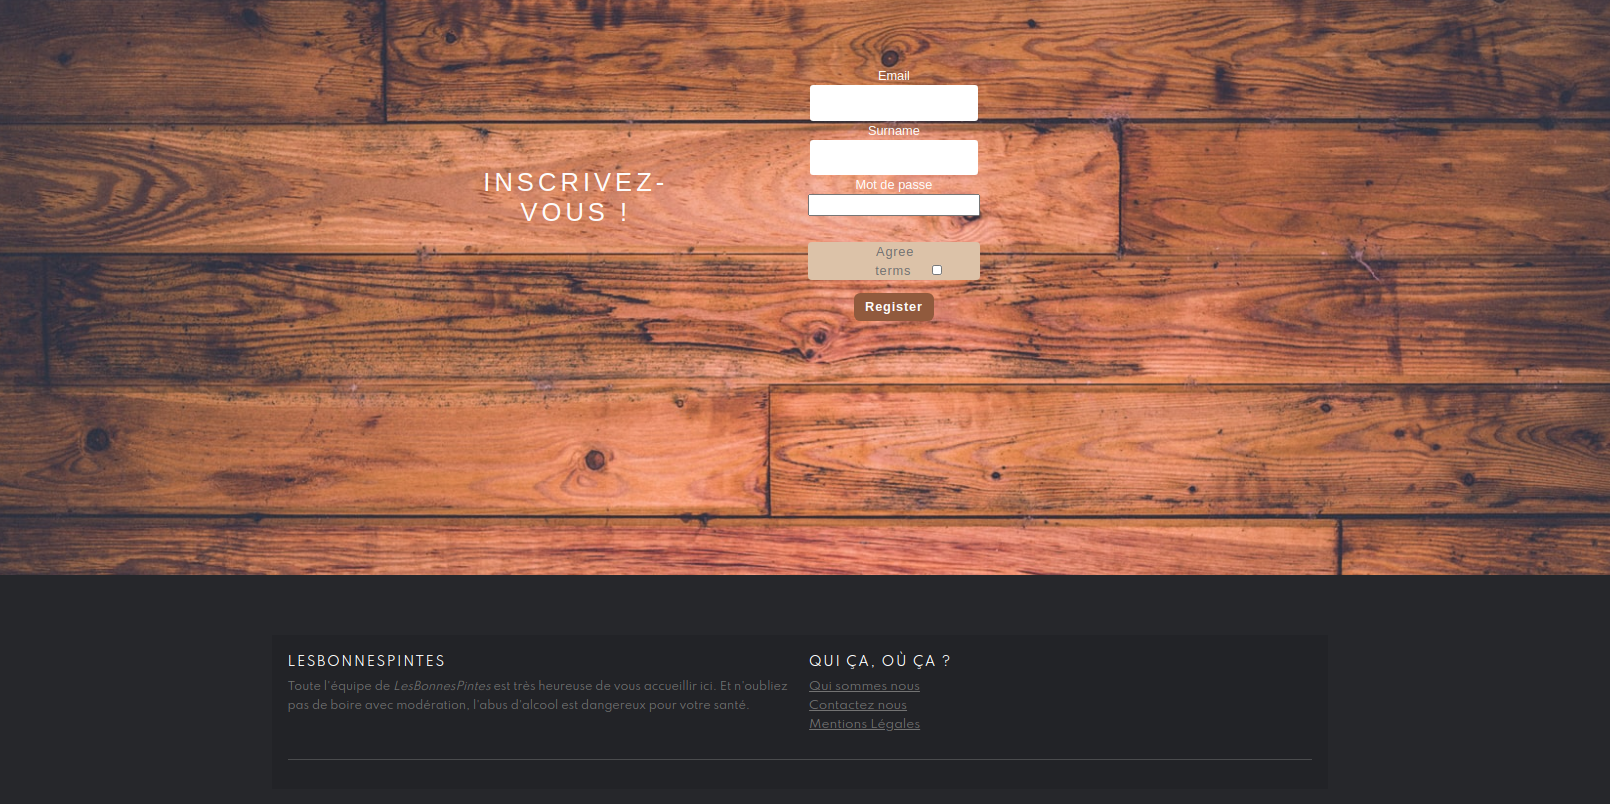 Email
Surname
INSCRIVEZ-
VOUS !
Mot de passe
Agree
terms
Register
LESBONNESPINTES
Toute l'équipe de LesBonnesPintes est très heureuse de vous accueillir ici. Et n'oubliez
pas de boire avec modération, l'abus d'alcool est dangereux pour votre santé.
QUI ÇA, OÙ ÇA ?
Qui sommes nous
Contactez nous
Mentions Légales